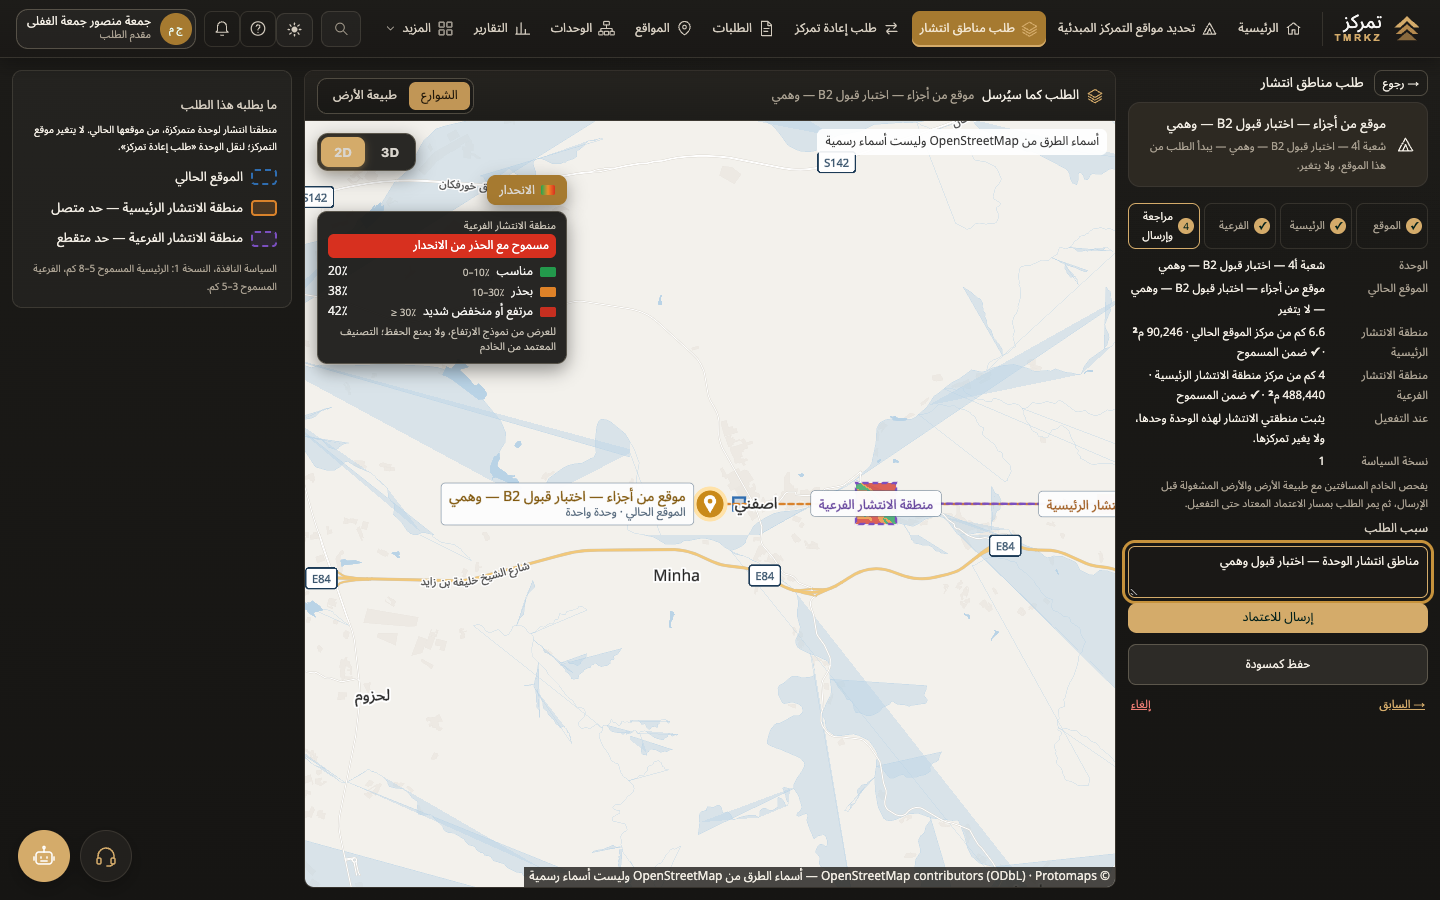 تمركز
TMRKZ
الرئيسية
تحديد مواقع التمركز المبدئية
طلب مناطق انتشار
طلب إعادة تمركز
الطلبات
المواقع
الوحدات
التقارير
المزيد
ج م
جمعة منصور جمعة الغفلى
مقدم الطلب
→ رجوع
طلب مناطق انتشار
موقع من أجزاء — اختبار قبول B2 — وهمي
شعبة أ4 — اختبار قبول B2 — وهمي — يبدأ الطلب من
هذا الموقع، ولا يتغير.
الموقع
الرئيسية
الفرعية
4
مراجعة
وإرسال
الوحدة
شعبة أ4 — اختبار قبول B2 — وهمي
الموقع الحالي
موقع من أجزاء — اختبار قبول B2 — وهمي
— لا يتغير
منطقة الانتشار
الرئيسية
6.6 كم من مركز الموقع الحالي · 90,246 م²
· ✓ ضمن المسموح
منطقة الانتشار
الفرعية
4 كم من مركز منطقة الانتشار الرئيسية ·
488,440 م² · ✓ ضمن المسموح
عند التفعيل
يثبت منطقتي الانتشار لهذه الوحدة وحدها،
ولا يغير تمركزها.
نسخة السياسة
1
يفحص الخادم المسافتين مع طبيعة الأرض والأرض المشغولة قبل
الإرسال، ثم يمر الطلب بمسار الاعتماد المعتاد حتى التفعيل.
سبب الطلب
مناطق انتشار الوحدة — اختبار قبول وهمي
إرسال للاعتماد
حفظ كمسودة
→ السابق
إلغاء
الطلب كما سيُرسل
موقع من أجزاء — اختبار قبول B2 — وهمي
الشوارع
طبيعة الأرض
أسماء الطرق من OpenStreetMap وليست أسماء رسمية
2D
3D
S142
S142
ق خورفكان
الانحدار
منطقة الانتشار الفرعية
مسموح مع الحذر من الانحدار
مناسب 0–10٪ 20٪
بحذر 10–30٪ 38٪
مرتفع أو منخفض شديد ≥ 30٪ 42٪
للعرض من نموذج الارتفاع، ولا يمنع الحفظ؛ التصنيف
المعتمد من الخادم
موقع من أجزاء — اختبار قبول B2 — وهمي
الموقع الحالي · وحدة واحدة
اصفني
منطقة الانتشار الفرعية
نتشار الرئيسية
E84
E84
E84
شارع الشيخ خليفة بن زايد
Minha
لحزوم
© OpenStreetMap contributors (ODbL) · Protomaps — أسماء الطرق من OpenStreetMap وليست أسماء رسمية
ما يطلبه هذا الطلب
منطقتا انتشار لوحدة متمركزة، من موقعها الحالي. لا يتغير موقع
التمركز؛ لنقل الوحدة «طلب إعادة تمركز».
الموقع الحالي
منطقة الانتشار الرئيسية — حد متصل
منطقة الانتشار الفرعية — حد متقطع
السياسة النافذة، النسخة 1: الرئيسية المسموح 5–8 كم، الفرعية
المسموح 3–5 كم.